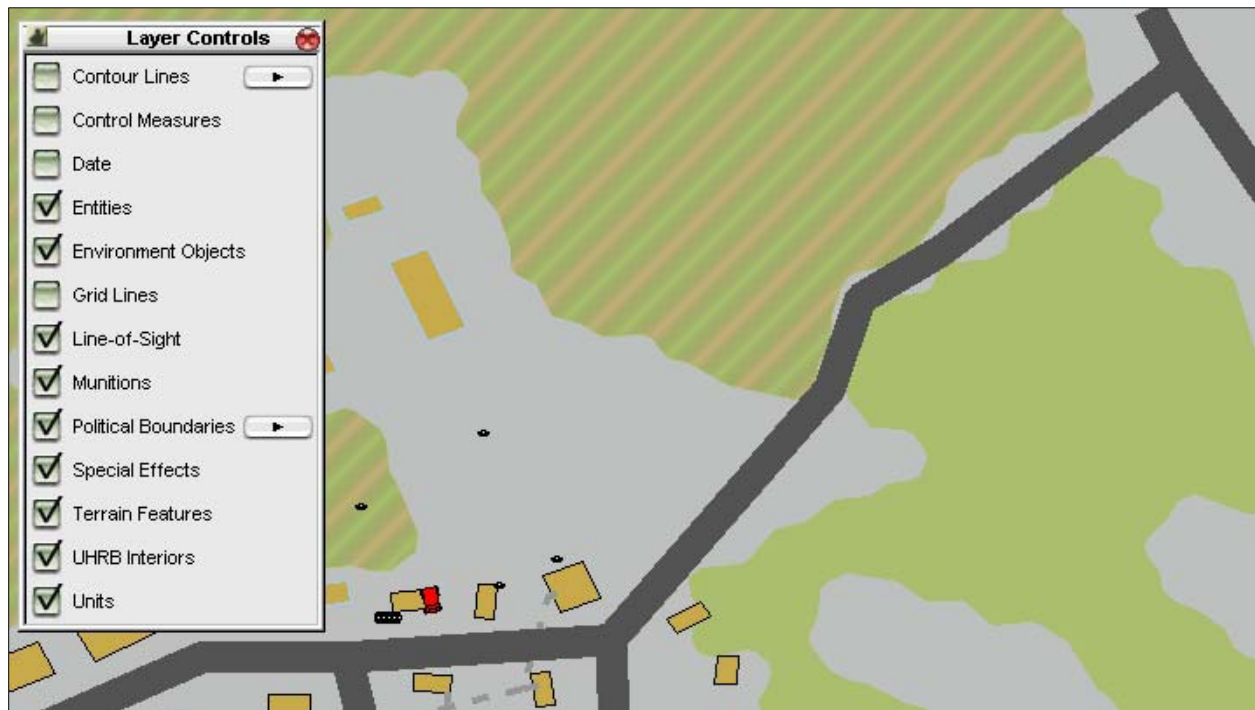 Layer Controls
Contour Lines
Control Measures
Date
Entities
Environment Objects
Grid Lines
Line-of-Sight
Munitions
Political Boundaries
Special Effects
Terrain Features
UHRB Interiors
Units